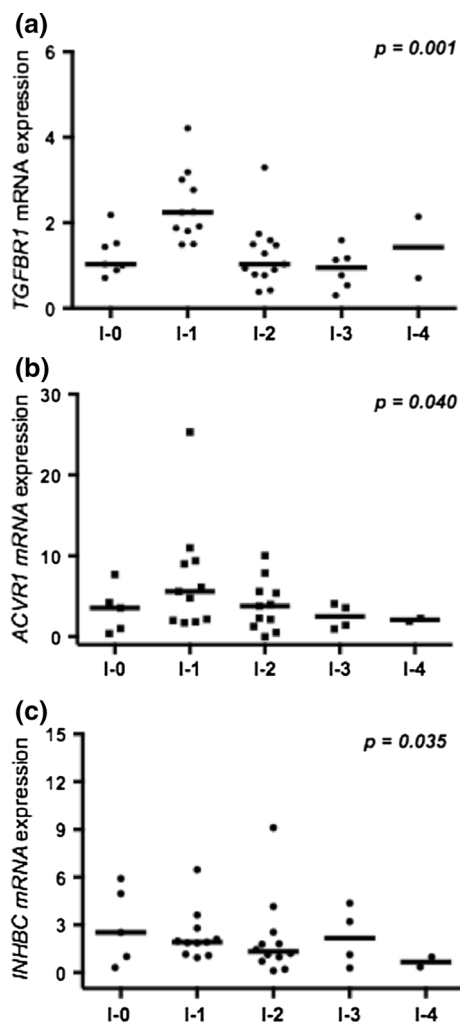 (a)
p = 0.001
TGFBR1 mRNA expression
6
4
2
0
I-0 I-1 I-2 I-3 I-4
(b)
p = 0.040
ACVR1 mRNA expression
30
20
10
0
I-0 I-1 I-2 I-3 I-4
(c)
p = 0.035
INHBC mRNA expression
15
12
9
6
3
0
I-0 I-1 I-2 I-3 I-4